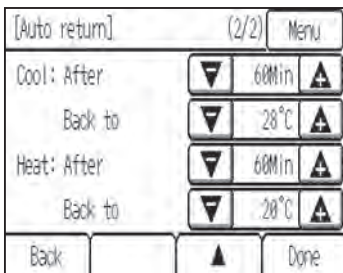 [Auto return] (2/2) Menu
Cool: After 60Min
Back to 28°C
Heat: After 60Min
Back to 20°C
Back Done